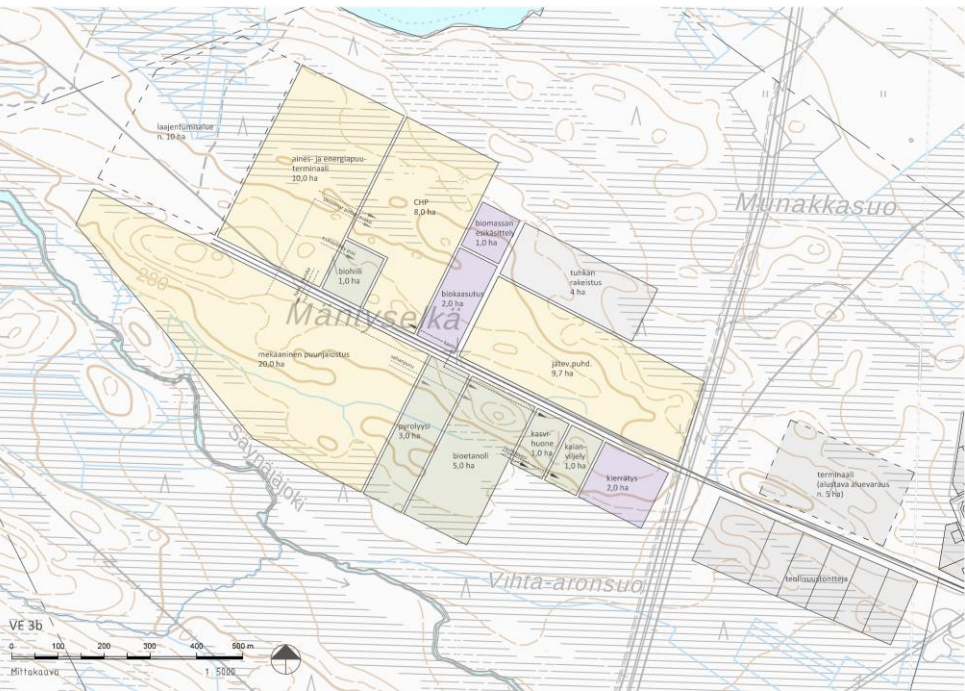 laajentumisalue
n. 10 ha
aines- ja energiapuu-
terminaali
10,0 ha
CHP
8,0 ha
biomassan
esikäsittely
1,0 ha
Munakkasuo
tuhkan
rakeistus
4 ha
biohiili
1,0 ha
biokaasutus
2,0 ha
280
Mäntyselkä
mekaaninen puunjalostus
20,0 ha
sahanpuru
jätev.puhd.
9,7 ha
pyrolyysi
3,0 ha
bioetanoli
5,0 ha
kasvi-
huone
1,0 ha
kalan-
viljely
1,0 ha
kierrätys
2,0 ha
terminaali
(alustava aluevaraus
n. 5 ha)
Säynäjäjoki
Vihta-aronsuo
teollisuustontteja
VE 3b
0 100 200 300 400 500 m
Mittakaava 1:5000